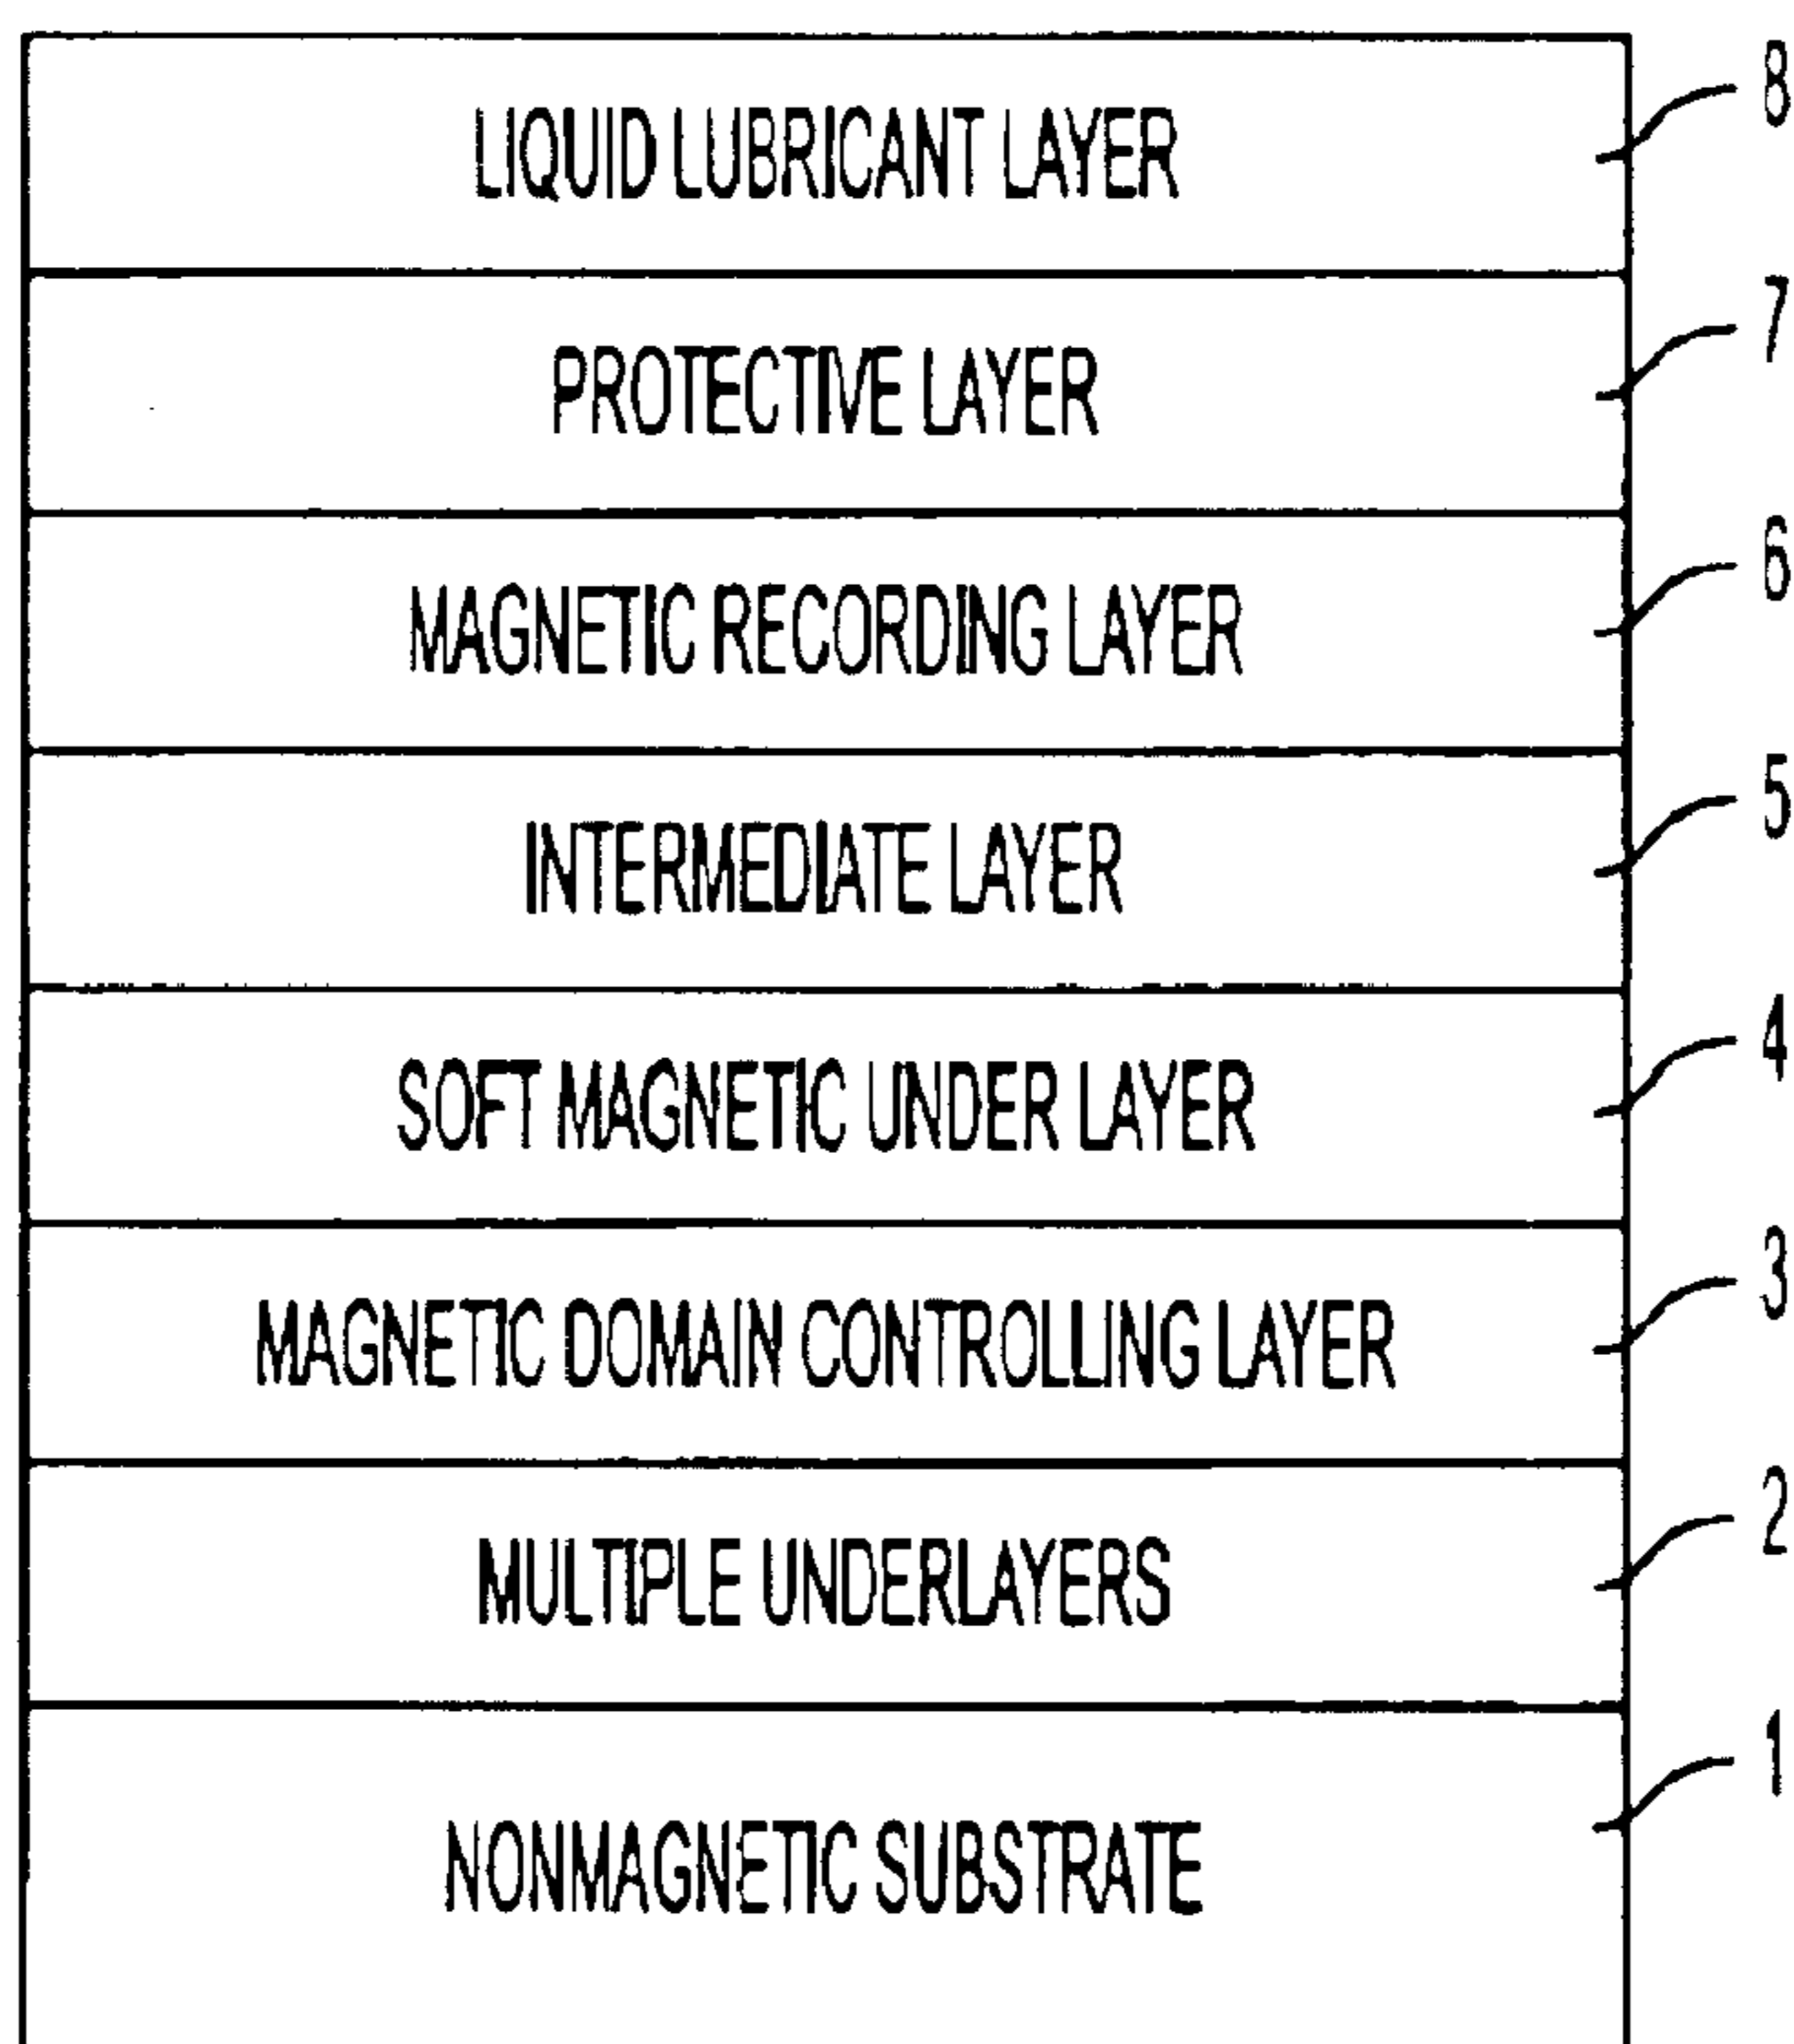 LIQUID LUBRICANT LAYER 8
PROTECTIVE LAYER 7
MAGNETIC RECORDING LAYER 6
INTERMEDIATE LAYER 5
SOFT MAGNETIC UNDER LAYER 4
MAGNETIC DOMAIN CONTROLLING LAYER 3
MULTIPLE UNDERLAYERS 2
NONMAGNETIC SUBSTRATE 1